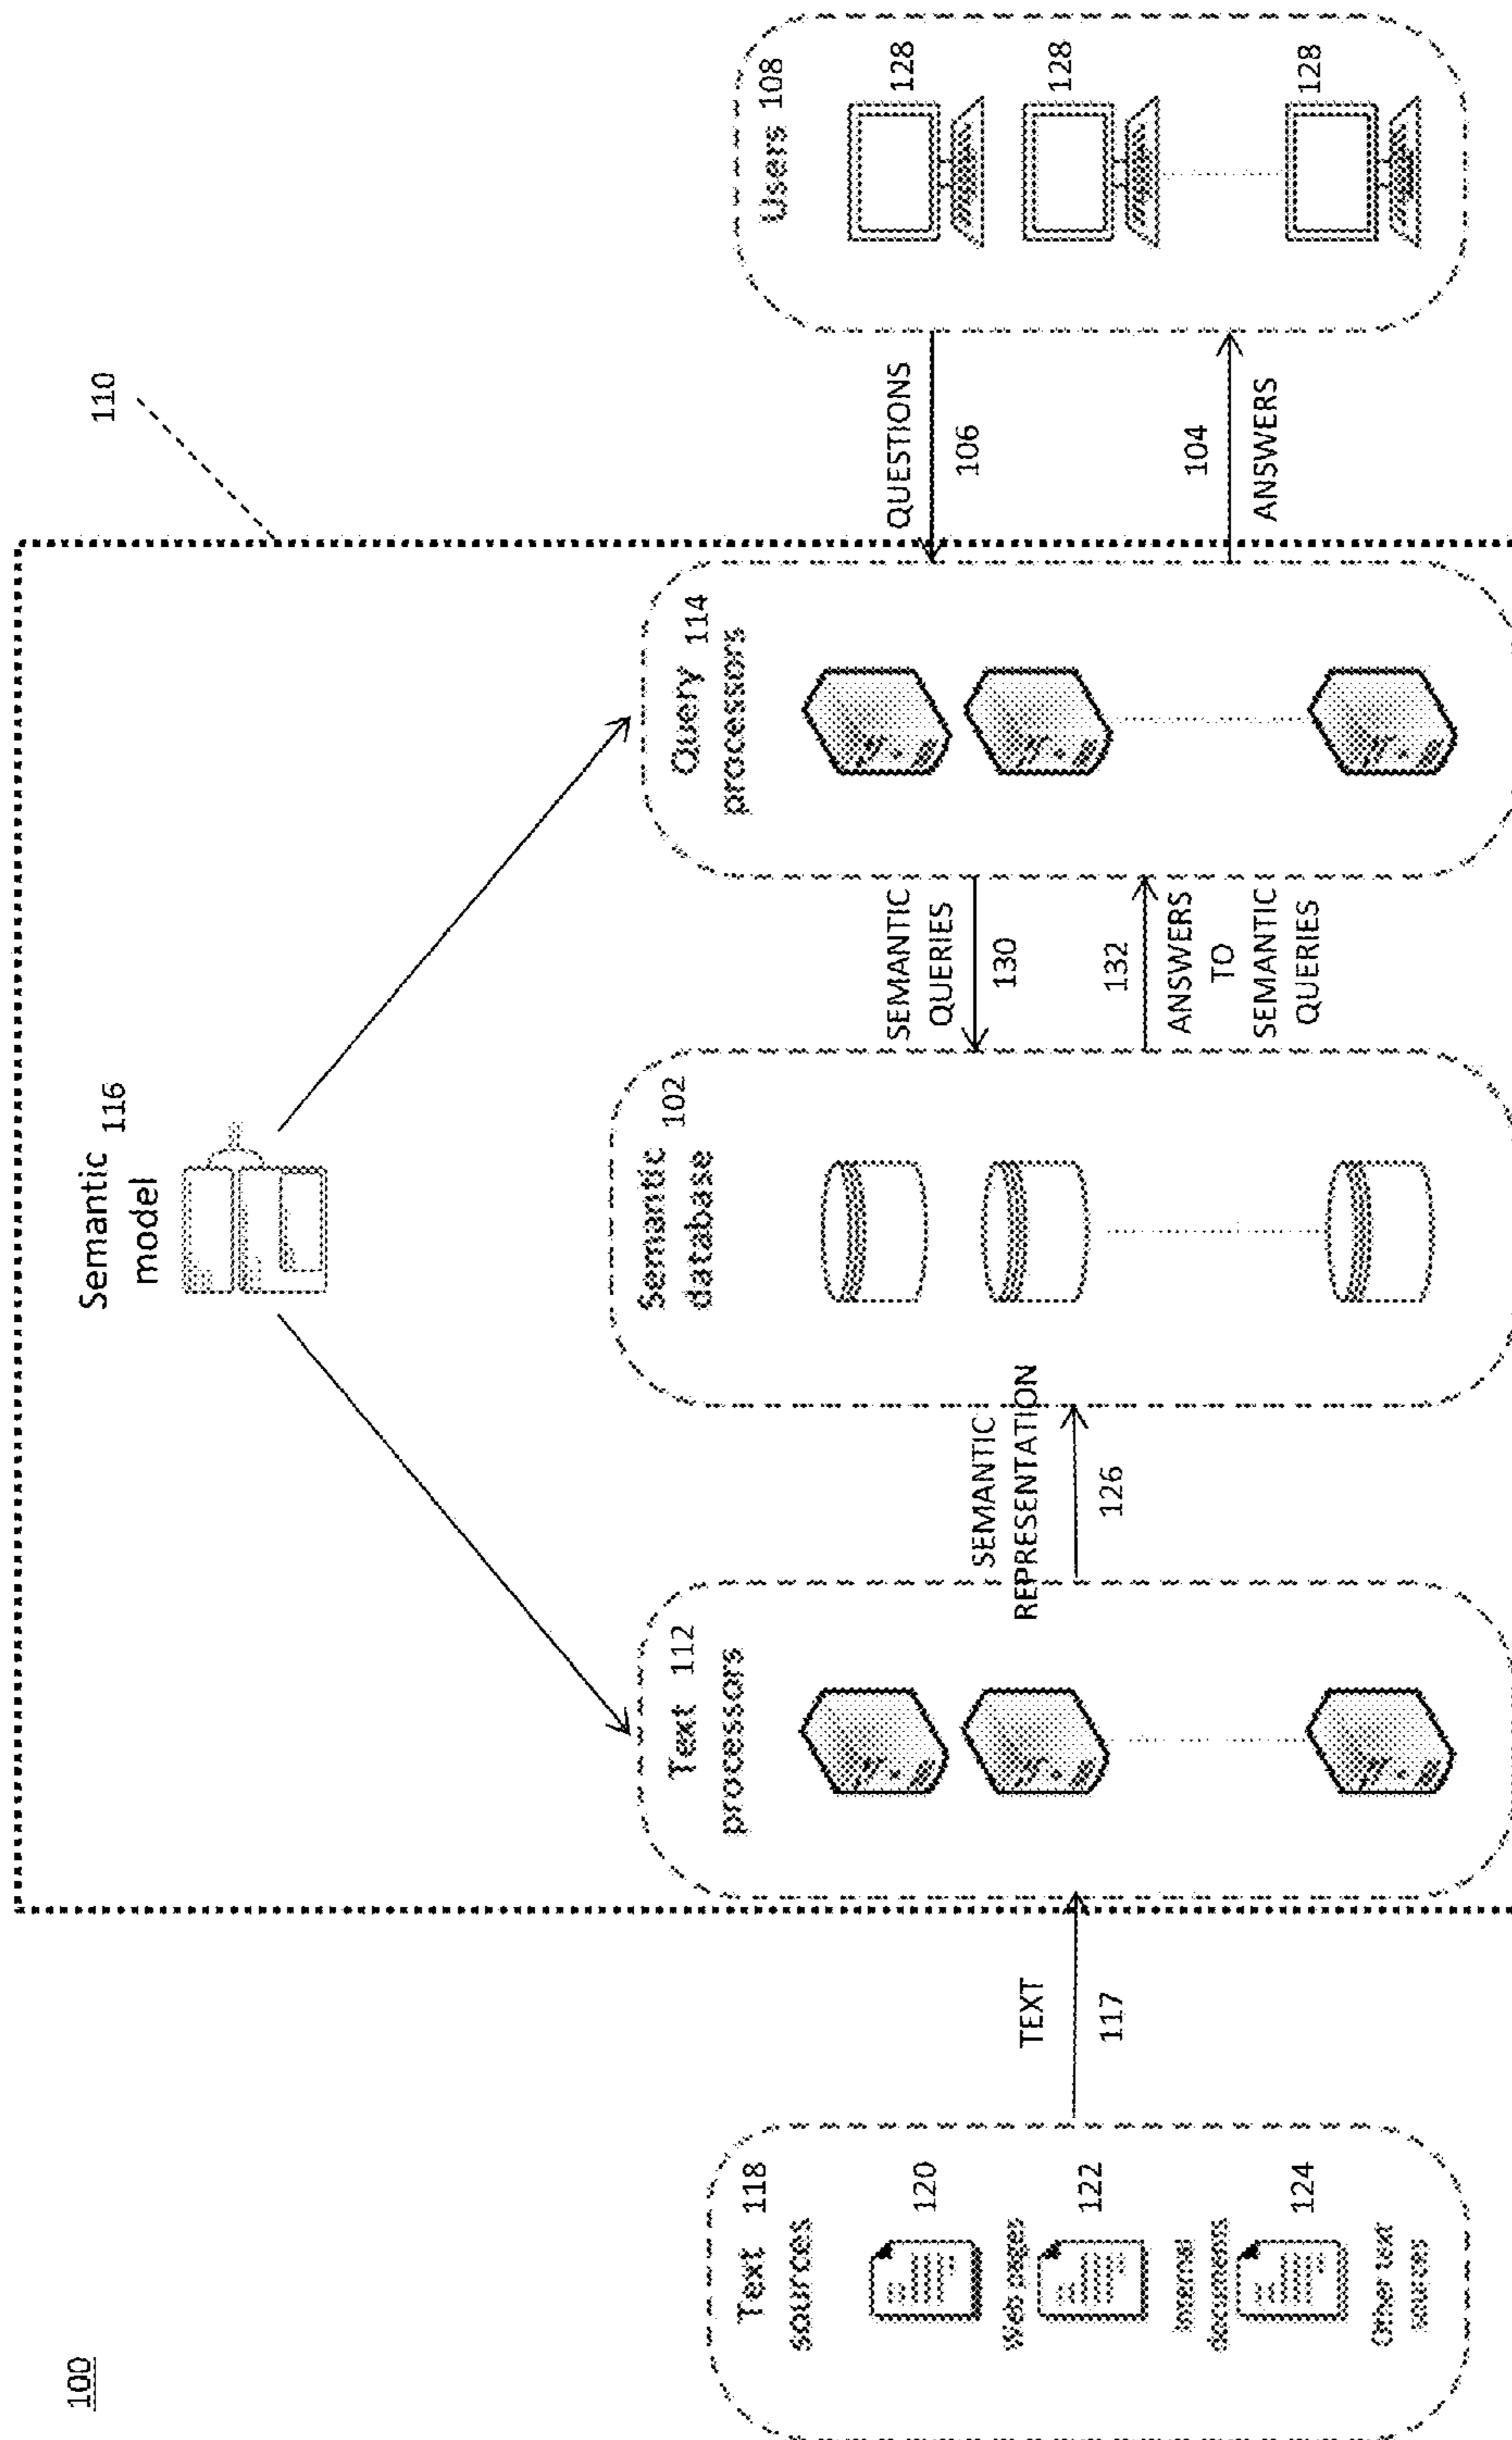 100
Semantic 116
model
110
Text 118
sources
120
Web pages
122
Internal
documents
124
Other text
sources
TEXT
117
Text 112
processors
SEMANTIC
REPRESENTATION
126
Semantic 102
database
SEMANTIC
QUERIES
130
132
ANSWERS
TO
SEMANTIC
QUERIES
Query 114
processors
QUESTIONS
106
104
ANSWERS
Users 108
128
128
128